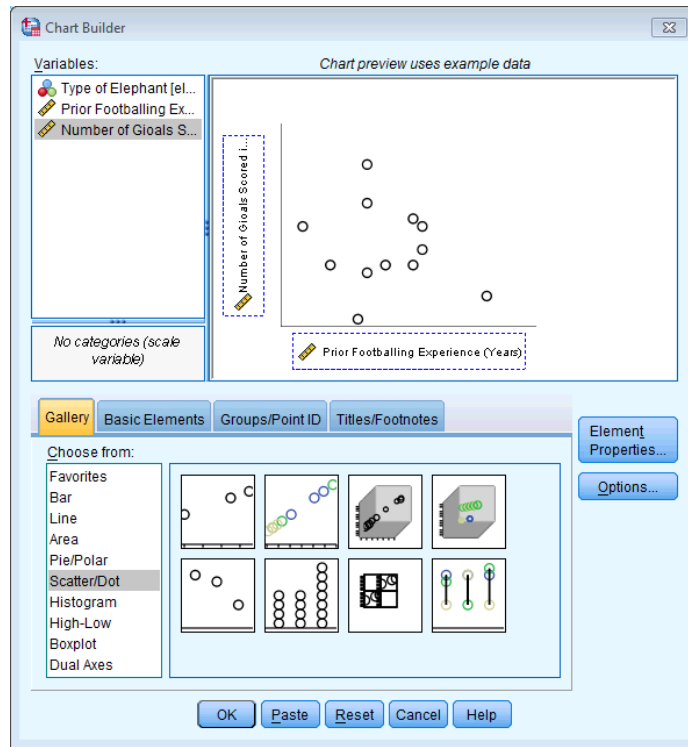 Chart Builder
Variables:
Chart preview uses example data
Type of Elephant [el...
Prior Footballing Ex...
Number of Gioals S...
Number of Gioals Scored i...
No categories (scale
variable)
Prior Footballing Experience (Years)
Gallery
Basic Elements
Groups/Point ID
Titles/Footnotes
Element
Properties...
Options...
Choose from:
Favorites
Bar
Line
Area
Pie/Polar
Scatter/Dot
Histogram
High-Low
Boxplot
Dual Axes
OK
Paste
Reset
Cancel
Help